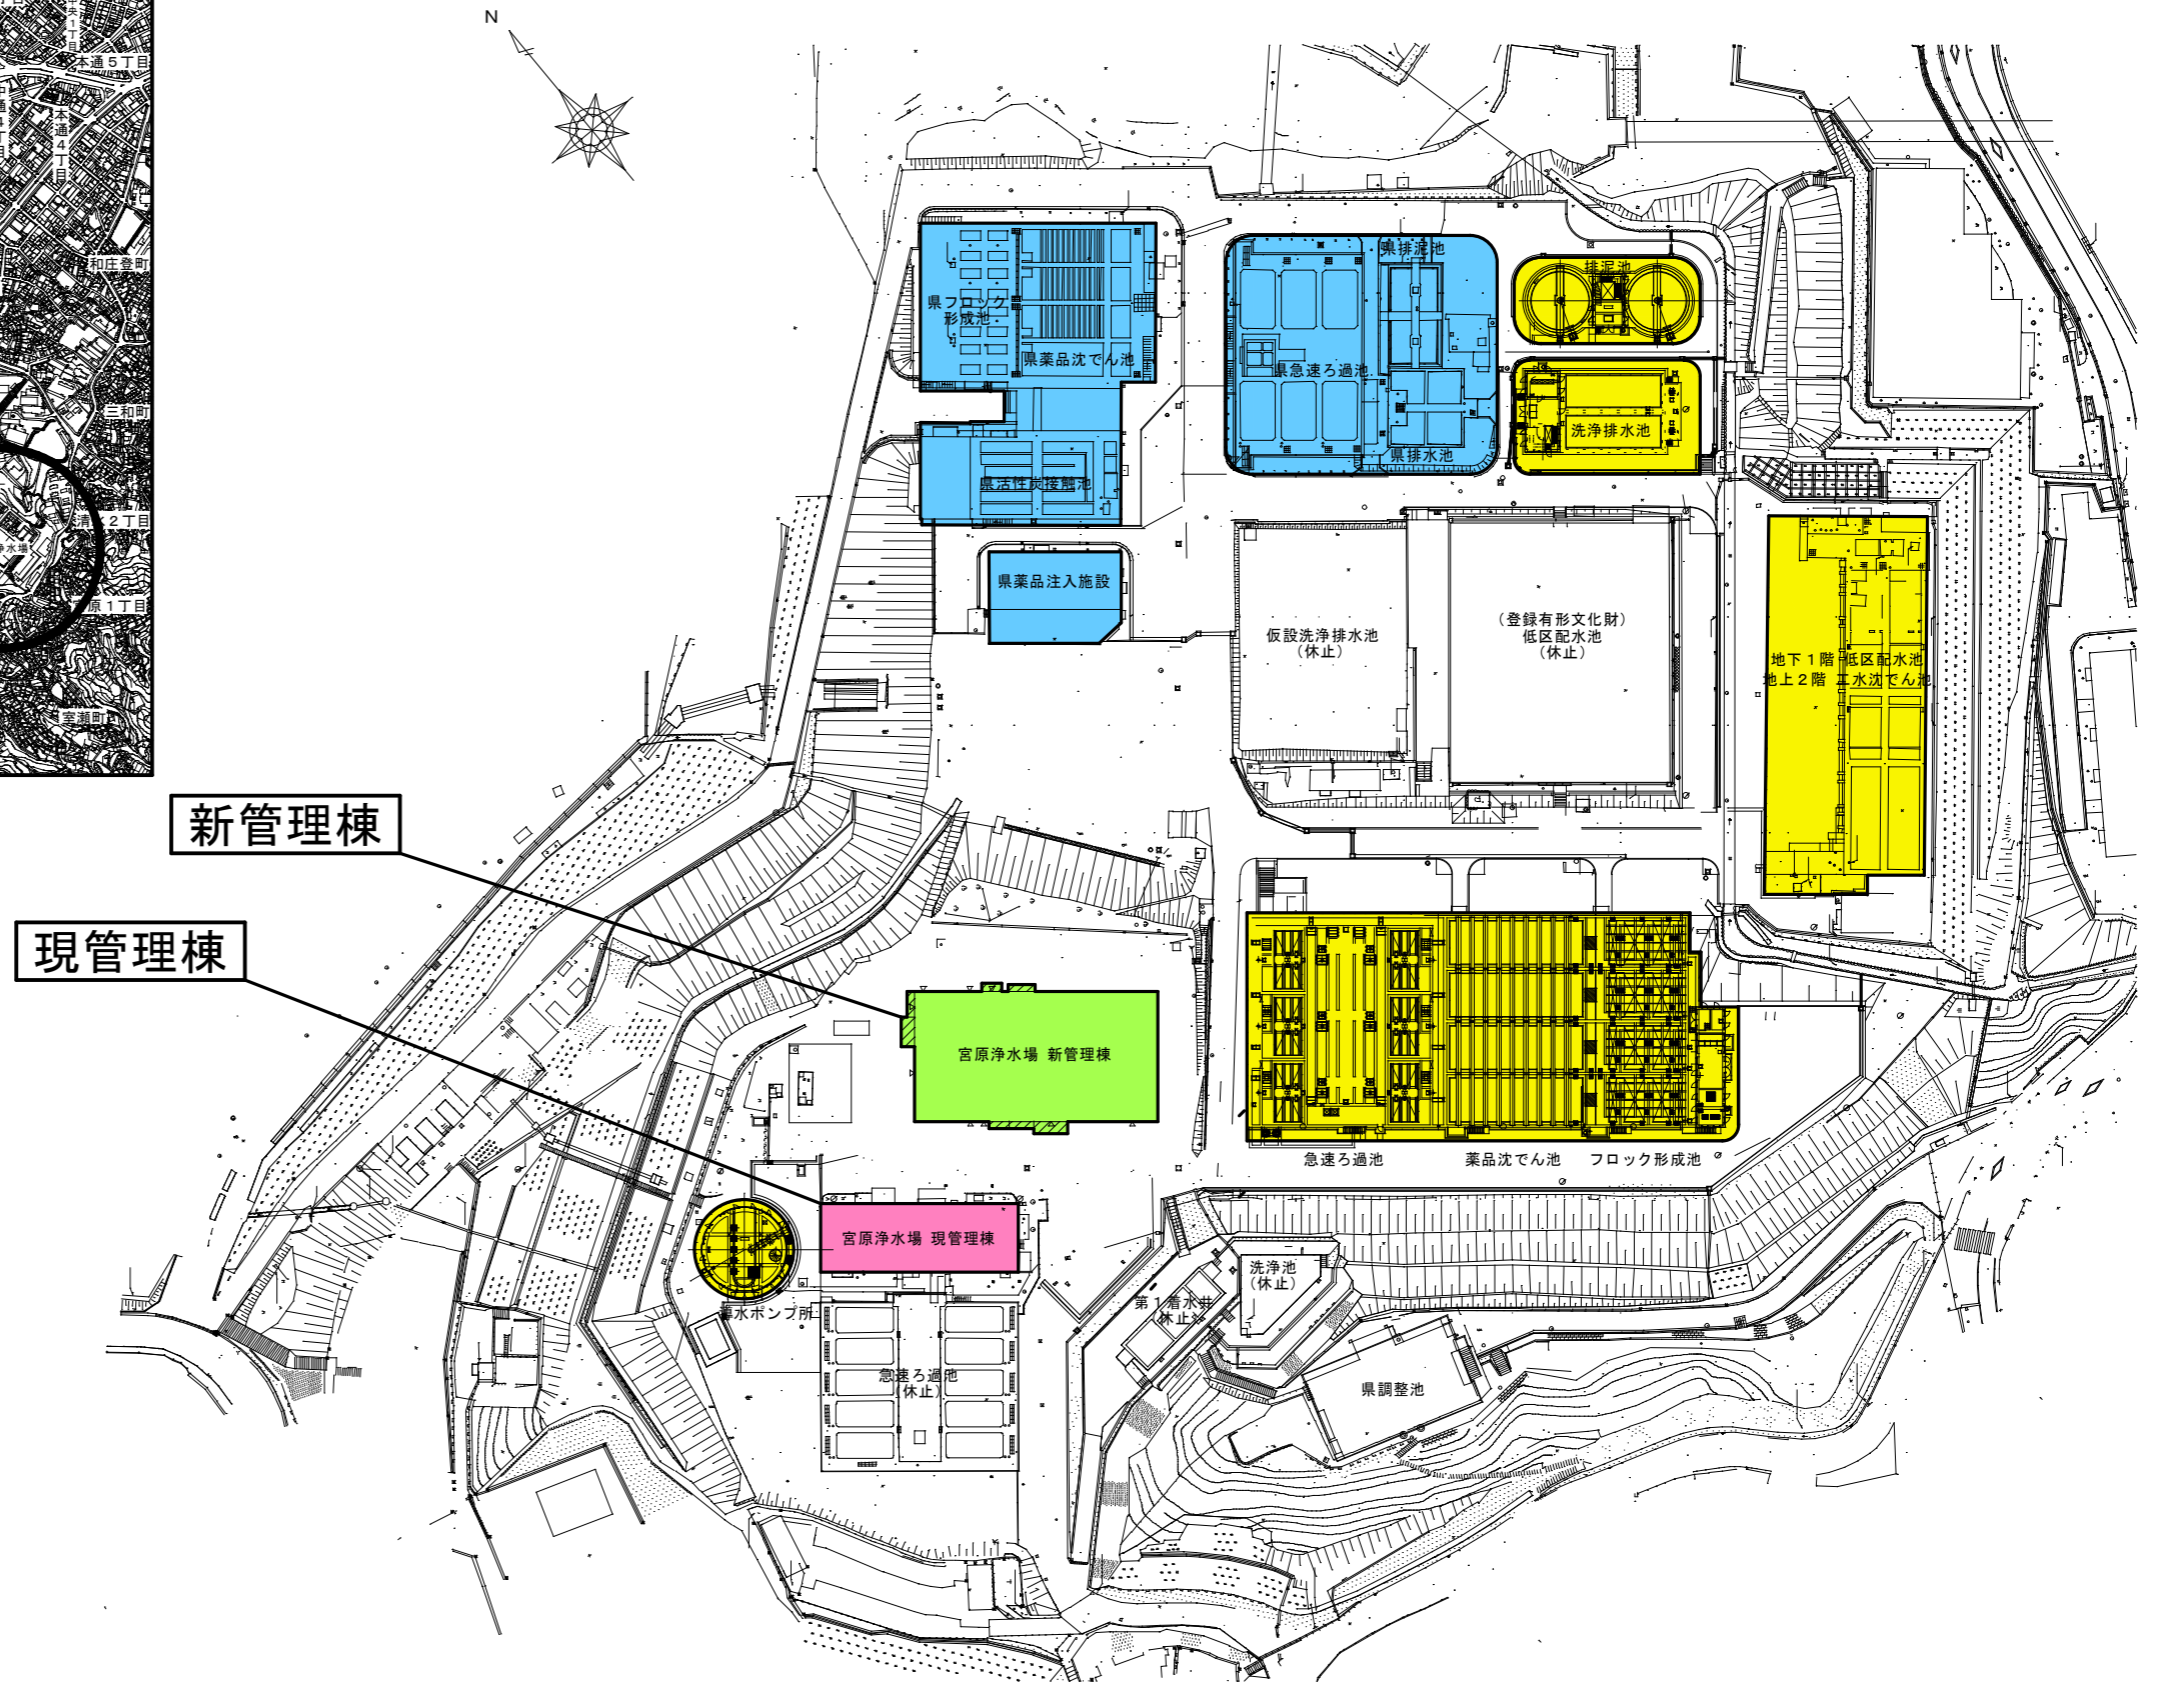 N
本通5丁目
本通4丁目
和庄登町
三和町
清水2丁目
室瀬町
県フロック
形成池
県薬品沈でん池
県活性炭接触池
県薬品注入施設
県排泥池
県急速ろ過池
県排水池
排泥池
洗浄排水池
仮設洗浄排水池
(休止)
(登録有形文化財)
低区配水池
(休止)
地下1階 低区配水池
地上2階 工水沈でん池
新管理棟
現管理棟
宮原浄水場 新管理棟
急速ろ過池
薬品沈でん池
フロック形成池
宮原浄水場 現管理棟
導水ポンプ所
急速ろ過池
(休止)
洗浄池
(休止)
第1着水井
休止
県調整池